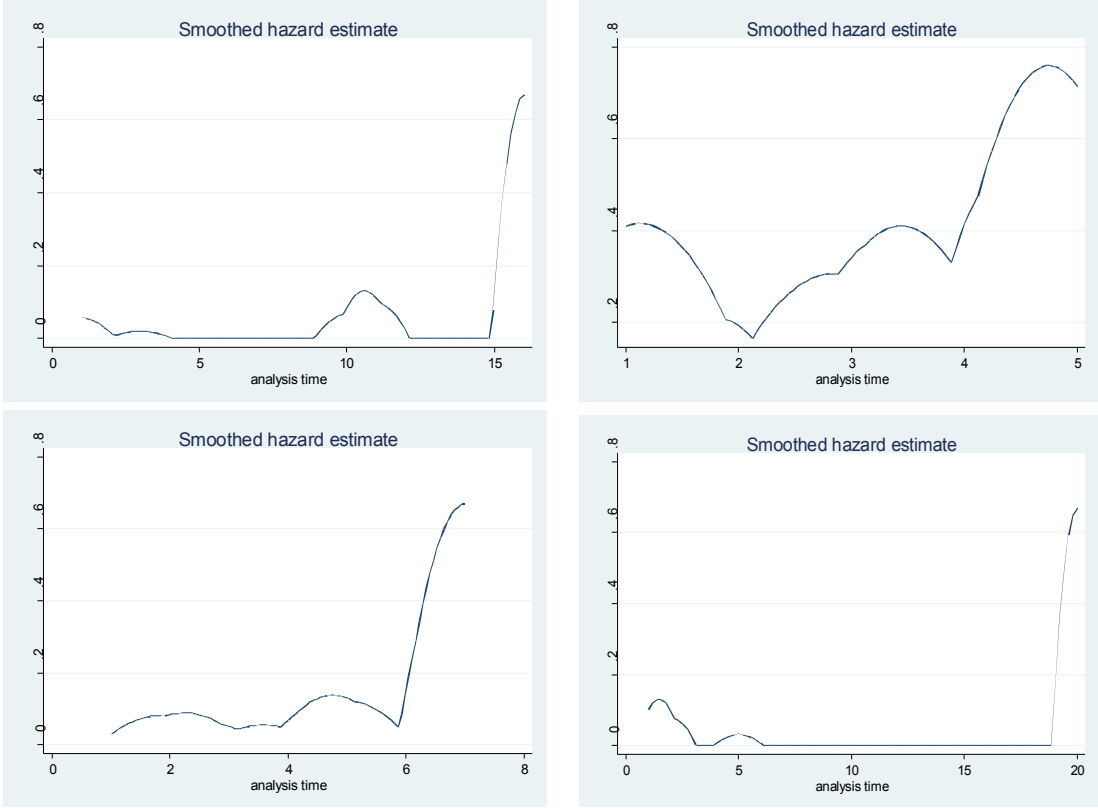 Smoothed hazard estimate
.8
.6
.4
.2
0
0 5 10 15
analysis time
Smoothed hazard estimate
.8
.6
.4
.2
1 2 3 4 5
analysis time
Smoothed hazard estimate
.8
.6
.4
.2
0
0 2 4 6 8
analysis time
Smoothed hazard estimate
.8
.6
.4
.2
0
0 5 10 15 20
analysis time